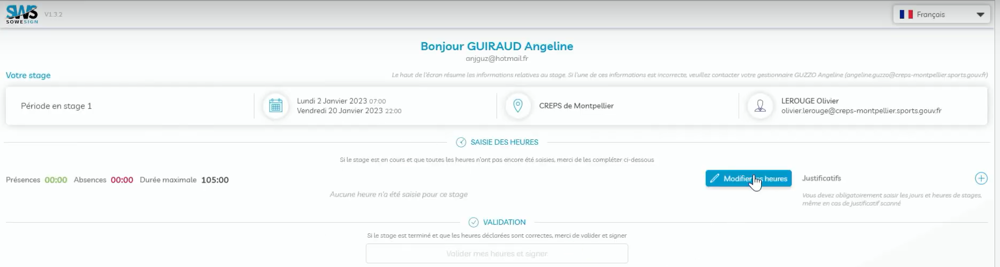 SWS
SOWESIGN
V1.3.2
Français
Bonjour GUIRAUD Angeline
anjguz@hotmail.fr
Votre stage
Le haut de l'écran résume les informations relatives au stage. Si l'une de ces informations est incorrecte, veuillez contacter votre gestionnaire GUZZO Angeline (angeline.guzzo@creps-montpellier.sports.gouv.fr)
Période en stage 1
Lundi 2 Janvier 2023 07:00
Vendredi 20 Janvier 2023 22:00
CREPS de Montpellier
LEROUGE Olivier
olivier.lerouge@creps-montpellier.sports.gouv.fr
SAISIE DES HEURES
Si le stage est en cours et que toutes les heures n'ont pas encore été saisies, merci de les compléter ci-dessous
Présences 00:00 Absences 00:00 Durée maximale 105:00
Modifier les heures
Justificatifs
Aucune heure n'a été saisie pour ce stage
Vous devez obligatoirement saisir les jours et heures de stages,
même en cas de justificatif scanné
VALIDATION
Si le stage est terminé et que les heures déclarées sont correctes, merci de valider et signer
Valider mes heures et signer